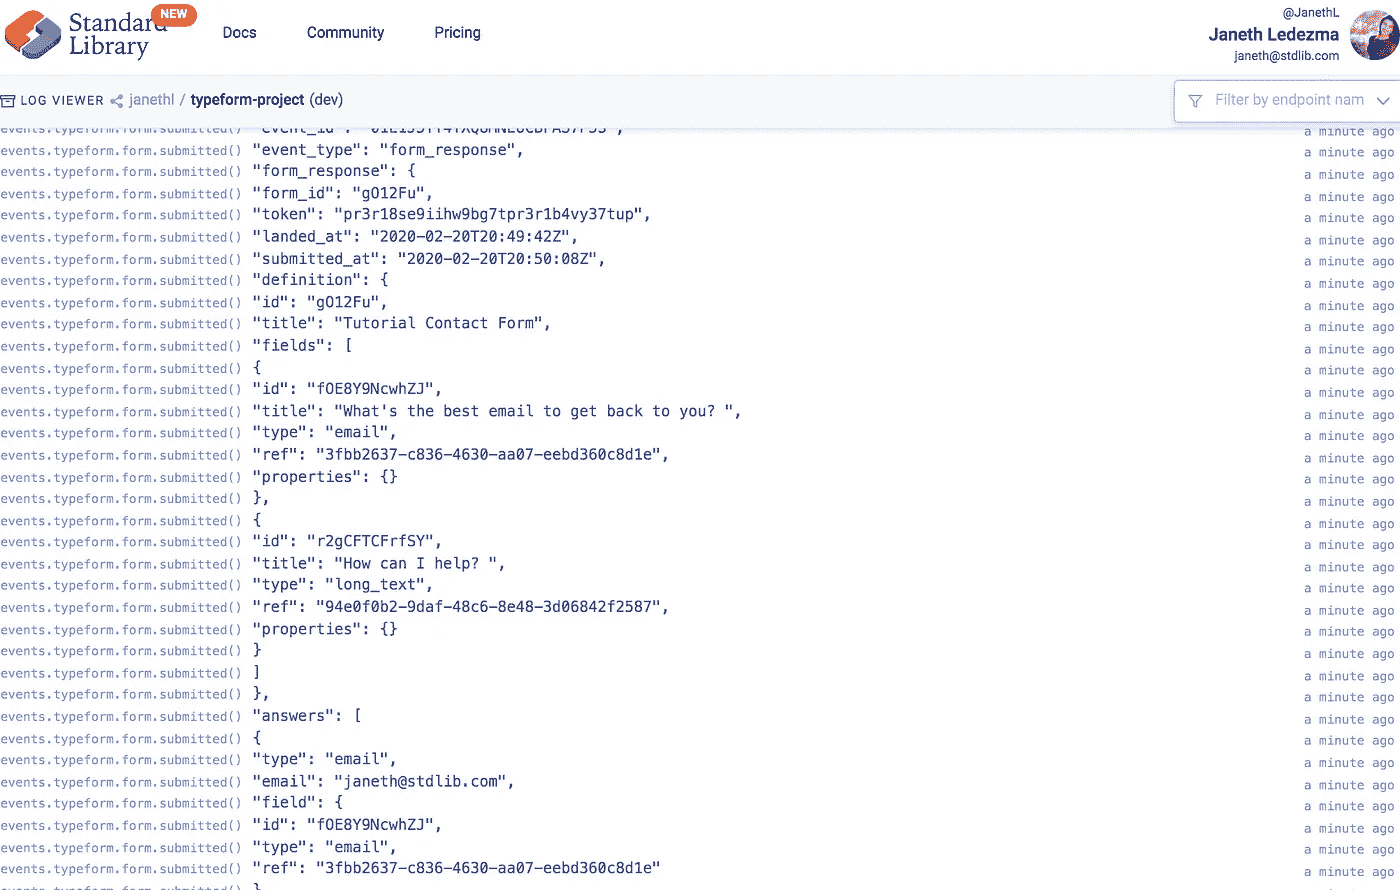 NEW
Standard
Library
Docs
Community
Pricing
@JanethL
Janeth Ledezma
janeth@stdlib.com
LOG VIEWER janethl / typeform-project (dev)
Filter by endpoint nam
events.typeform.form.submitted() "event_id": a minute ago
events.typeform.form.submitted() "event_type": "form_response", a minute ago
events.typeform.form.submitted() "form_response": { a minute ago
events.typeform.form.submitted() "form_id": "gO12Fu", a minute ago
events.typeform.form.submitted() "token": "pr3r18se9iihw9bg7tpr3r1b4vy37tup", a minute ago
events.typeform.form.submitted() "landed_at": "2020-02-20T20:49:42Z", a minute ago
events.typeform.form.submitted() "submitted_at": "2020-02-20T20:50:08Z", a minute ago
events.typeform.form.submitted() "definition": { a minute ago
events.typeform.form.submitted() "id": "gO12Fu", a minute ago
events.typeform.form.submitted() "title": "Tutorial Contact Form", a minute ago
events.typeform.form.submitted() "fields": [ a minute ago
events.typeform.form.submitted() { a minute ago
events.typeform.form.submitted() "id": "fOE8Y9NcwhZJ", a minute ago
events.typeform.form.submitted() "title": "What's the best email to get back to you? ", a minute ago
events.typeform.form.submitted() "type": "email", a minute ago
events.typeform.form.submitted() "ref": "3fbb2637-c836-4630-aa07-eebd360c8d1e", a minute ago
events.typeform.form.submitted() "properties": {} a minute ago
events.typeform.form.submitted() }, a minute ago
events.typeform.form.submitted() { a minute ago
events.typeform.form.submitted() "id": "r2gCFTCFrfSY", a minute ago
events.typeform.form.submitted() "title": "How can I help? ", a minute ago
events.typeform.form.submitted() "type": "long_text", a minute ago
events.typeform.form.submitted() "ref": "94e0f0b2-9daf-48c6-8e48-3d06842f2587", a minute ago
events.typeform.form.submitted() "properties": {} a minute ago
events.typeform.form.submitted() } a minute ago
events.typeform.form.submitted() ] a minute ago
events.typeform.form.submitted() }, a minute ago
events.typeform.form.submitted() "answers": [ a minute ago
events.typeform.form.submitted() { a minute ago
events.typeform.form.submitted() "type": "email", a minute ago
events.typeform.form.submitted() "email": "janeth@stdlib.com", a minute ago
events.typeform.form.submitted() "field": { a minute ago
events.typeform.form.submitted() "id": "fOE8Y9NcwhZJ", a minute ago
events.typeform.form.submitted() "type": "email", a minute ago
events.typeform.form.submitted() "ref": "3fbb2637-c836-4630-aa07-eebd360c8d1e" a minute ago